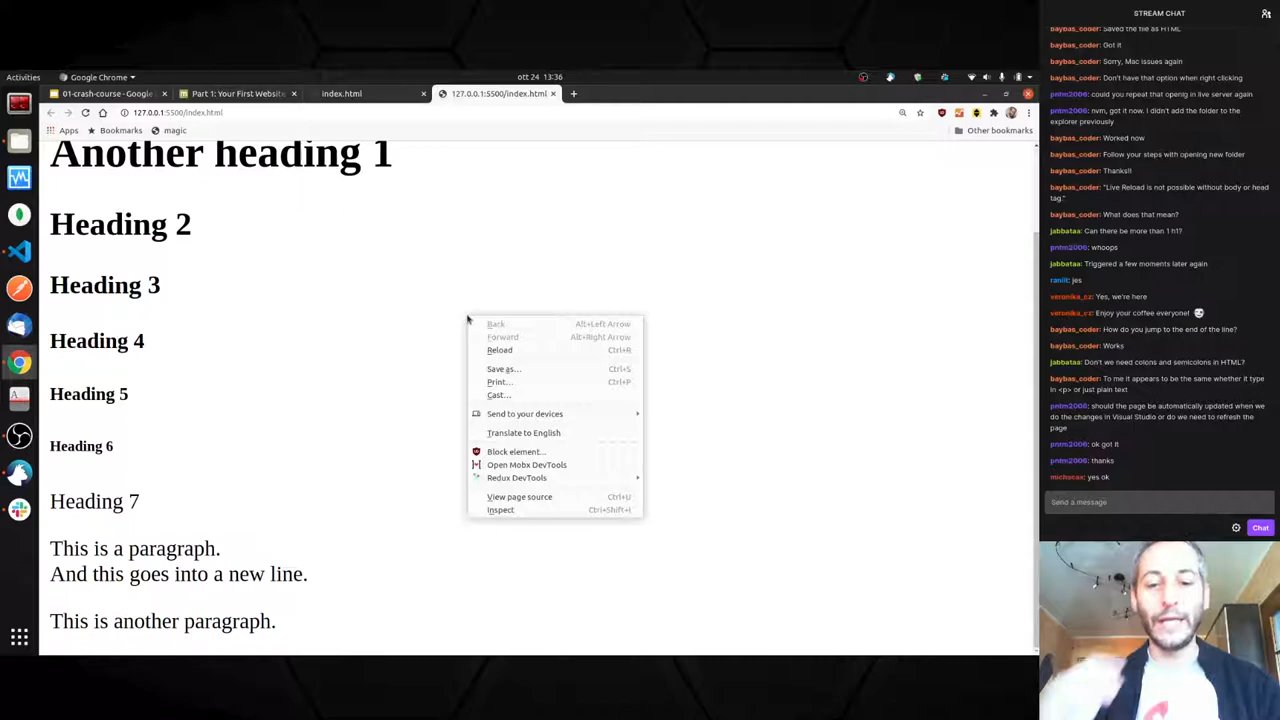 STREAM CHAT
Activities
Google Chrome
ott 24 13:36
01-crash-course - Google
Part 1: Your First Website
index.html
127.0.0.1:5500/index.html
127.0.0.1:5500/index.html
Apps
Bookmarks
magic
Other bookmarks
Another heading 1
Heading 2
Heading 3
Heading 4
Heading 5
Heading 6
Heading 7
This is a paragraph.
And this goes into a new line.
This is another paragraph.
Back Alt+Left Arrow
Forward Alt+Right Arrow
Reload Ctrl+R
Save as... Ctrl+S
Print... Ctrl+P
Cast...
Send to your devices
Translate to English
Block element...
Open Mobx DevTools
Redux DevTools
View page source Ctrl+U
Inspect Ctrl+Shift+I
baybas_coder: Saved the file as HTML
baybas_coder: Got it
baybas_coder: Sorry, Mac issues again
baybas_coder: Don't have that option when right clicking
pntm2006: could you repeat that openig in live server again
pntm2006: nvm, got it now. I didn't add the folder to the
explorer previously
baybas_coder: Worked now
baybas_coder: Follow your steps with opening new folder
baybas_coder: Thanks!!
baybas_coder: "Live Reload is not possible without body or head
tag."
baybas_coder: What does that mean?
jabbataa: Can there be more than 1 h1?
pntm2006: whoops
jabbataa: Triggered a few moments later again
raniii: jes
veronika_cz: Yes, we're here
veronika_cz: Enjoy your coffee everyone!
baybas_coder: How do you jump to the end of the line?
baybas_coder: Works
jabbataa: Don't we need colons and semicolons in HTML?
baybas_coder: To me it appears to be the same whether it type
in <p> or just plain text
pntm2006: should the page be automatically updated when we
do the changes in Visual Studio or do we need to refresh the
page
pntm2006: ok got it
pntm2006: thanks
michscax: yes ok
Send a message
Chat